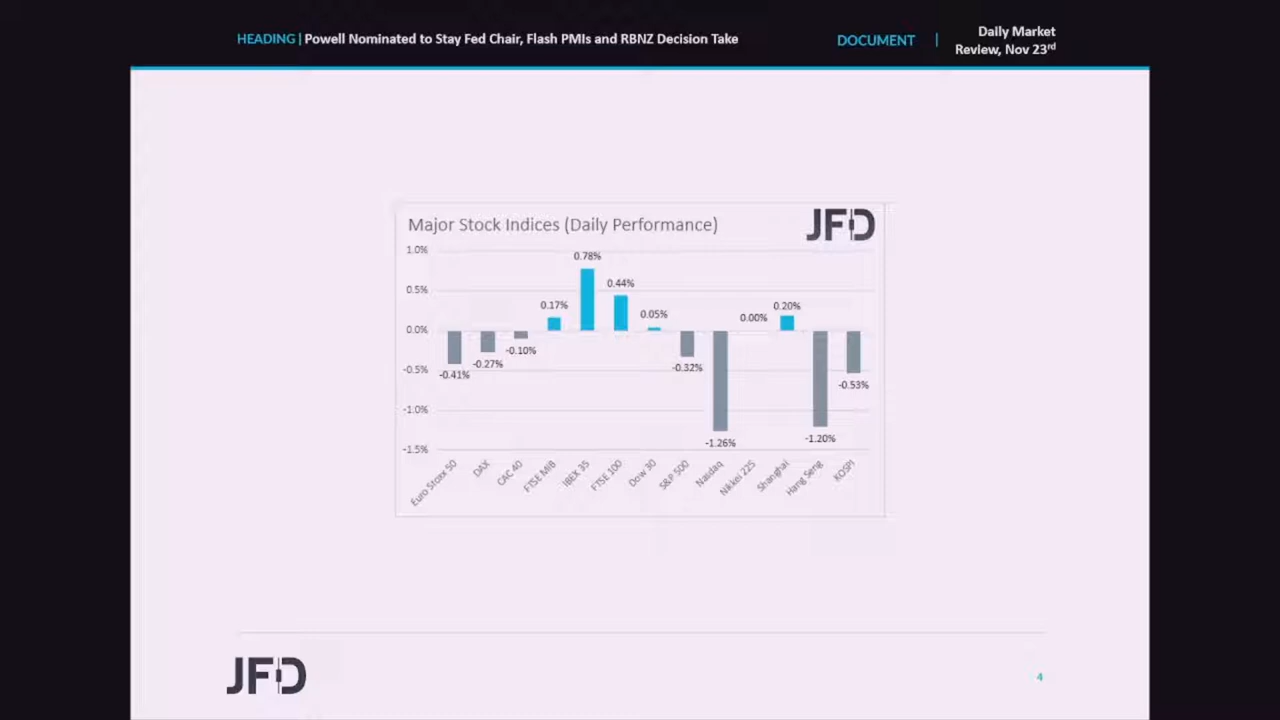 HEADING | Powell Nominated to Stay Fed Chair, Flash PMIs and RBNZ Decision Take
DOCUMENT | Daily Market
Review, Nov 23rd
Major Stock Indices (Daily Performance)
JFD
1.0%
0.5%
0.0%
-0.5%
-1.0%
-1.5%
-0.41%
-0.27%
-0.10%
0.17%
0.78%
0.44%
0.05%
-0.32%
-1.26%
0.00%
0.20%
-1.20%
-0.53%
Euro Stoxx 50
DAX
CAC 40
FTSE MIB
IBEX 35
FTSE 100
Dow 30
S&P 500
Nasdaq
Nikkei 225
Shanghai
Hang Seng
KOSPI
JFD
4